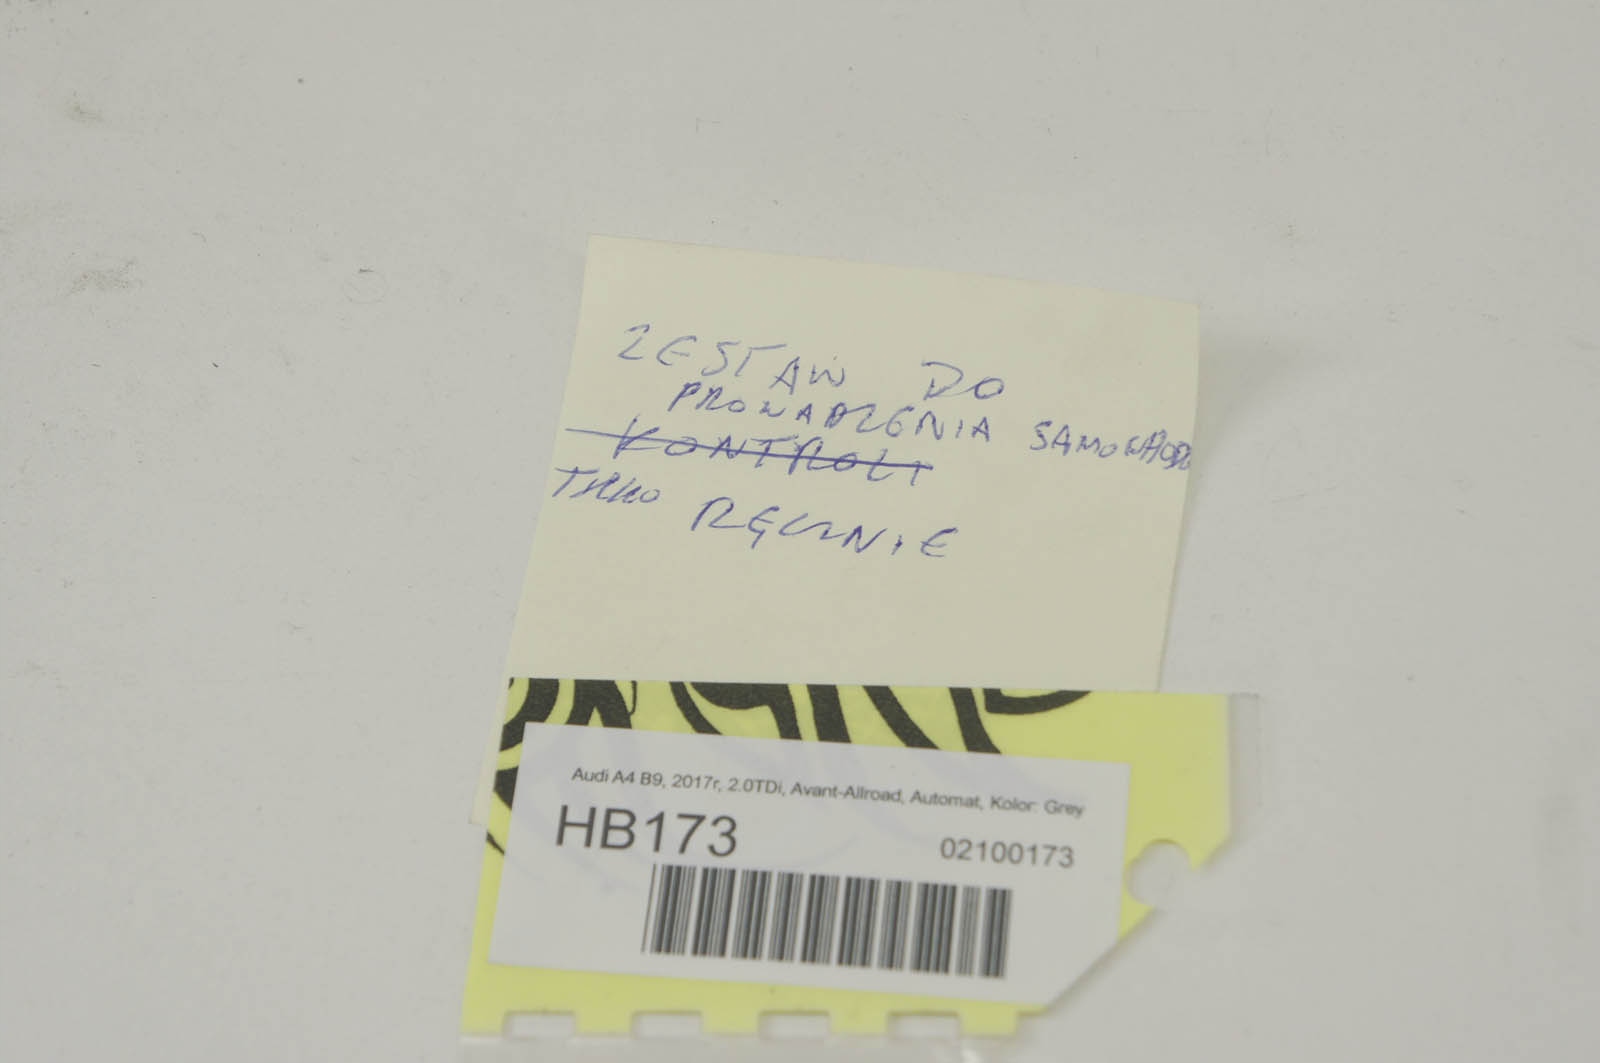 ZESTAW DO
PROWADZENIA SAMOCHODU
KONTROLI
TYLKO RĘCZNIE
Audi A4 B9, 2017r, 2.0TDi, Avant-Allroad, Automat, Kolor: Grey
HB173
02100173